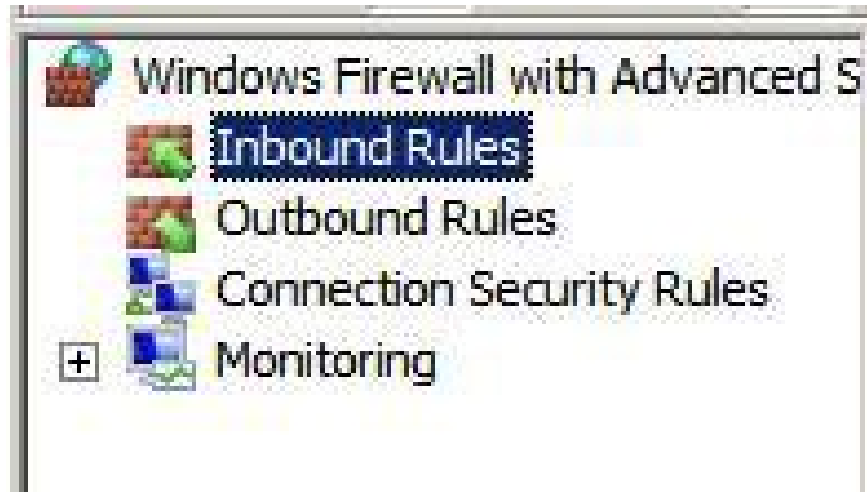 Windows Firewall with Advanced S
Inbound Rules
Outbound Rules
Connection Security Rules
Monitoring